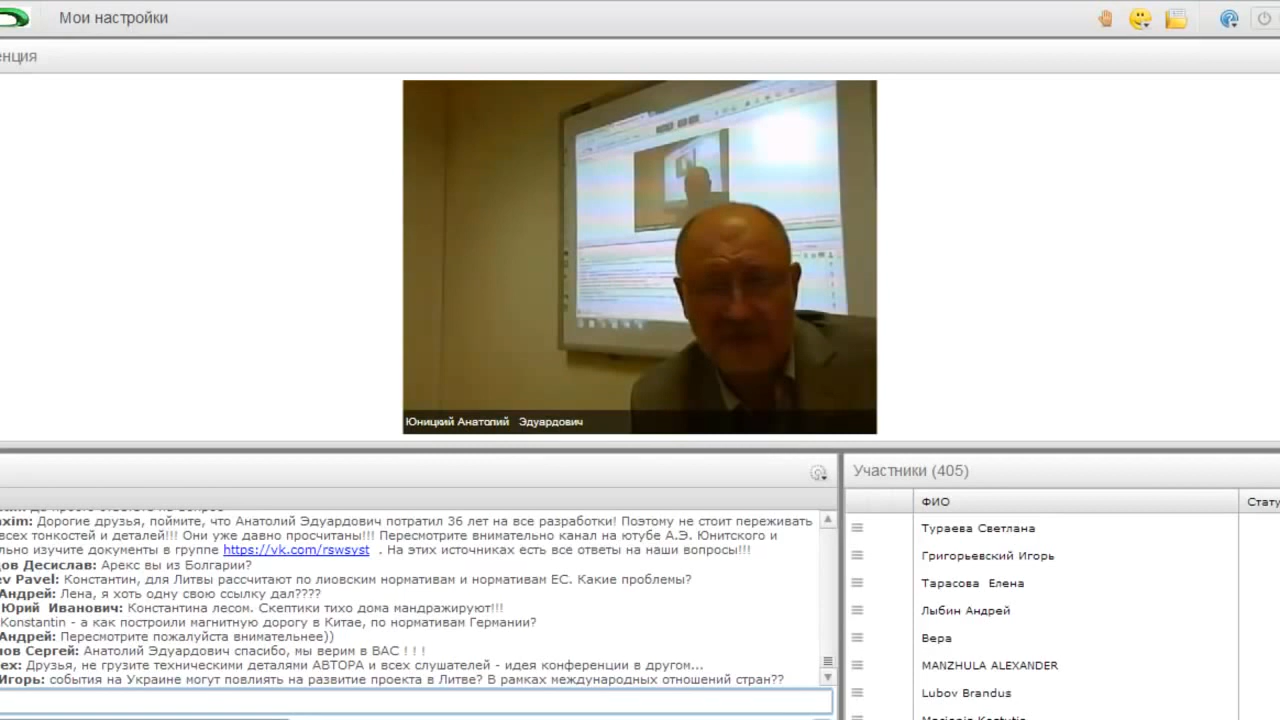 Мои настройки
енция
Юницкий Анатолий Эдуардович
axim: Дорогие друзья, поймите, что Анатолий Эдуардович потратил 36 лет на все разработки! Поэтому не стоит переживать
всех тонкостей и деталей!!! Они уже давно просчитаны!!! Пересмотрите внимательно канал на ютубе А.Э. Юнитского и
льно изучите документы в группе https://vk.com/rswsyst . На этих источниках есть все ответы на наши вопросы!!!
ов Десислав: Арекс вы из Болгарии?
ev Pavel: Константин, для Литвы рассчитают по лиовским нормативам и нормативам ЕС. Какие проблемы?
Андрей: Лена, я хоть одну свою ссылку дал????
Юрий Иванович: Константина лесом. Скептики тихо дома мандражируют!!!
Konstantin - а как построили магнитную дорогу в Китае, по нормативам Германии?
Андрей: Пересмотрите пожалуйста внимательнее))
нов Сергей: Анатолий Эдуардович спасибо, мы верим в ВАС ! ! !
ex: Друзья, не грузите техническими деталями АВТОРА и всех слушателей - идея конференции в другом...
Игорь: события на Украине могут повлиять на развитие проекта в Литве? В рамках международных отношений стран??
Участники (405)
ФИО Стату
Тураева Светлана
Григорьевский Игорь
Тарасова Елена
Лыбин Андрей
Вера
MANZHULA ALEXANDER
Lubov Brandus